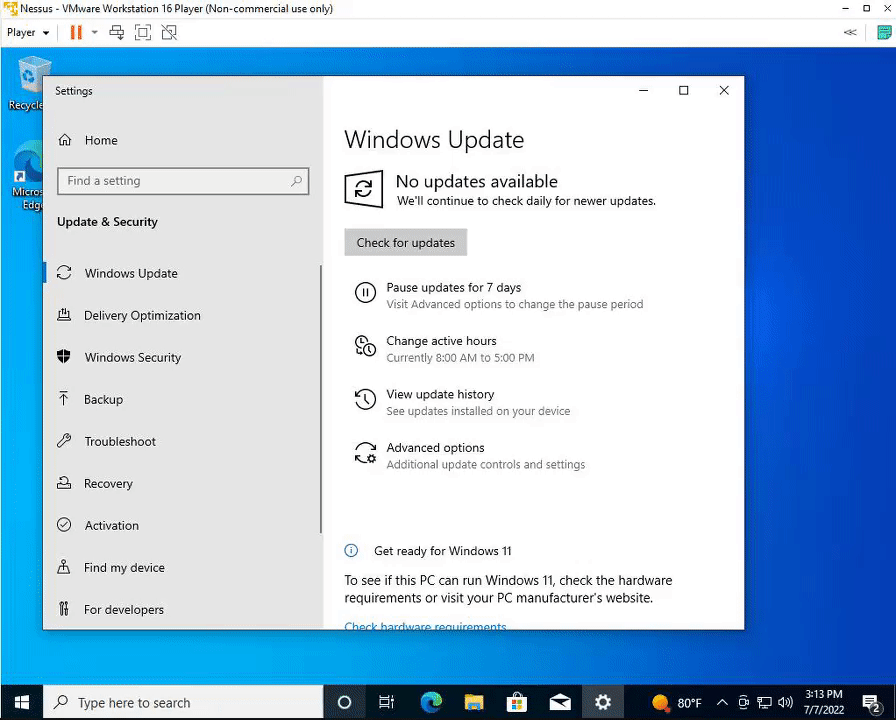 Nessus - VMware Workstation 16 Player (Non-commercial use only)
Player
Recycle
Micros
Edge
Settings
Home
Find a setting
Update & Security
Windows Update
Delivery Optimization
Windows Security
Backup
Troubleshoot
Recovery
Activation
Find my device
For developers
Windows Update
No updates available
We'll continue to check daily for newer updates.
Check for updates
Pause updates for 7 days
Visit Advanced options to change the pause period
Change active hours
Currently 8:00 AM to 5:00 PM
View update history
See updates installed on your device
Advanced options
Additional update controls and settings
Get ready for Windows 11
To see if this PC can run Windows 11, check the hardware
requirements or visit your PC manufacturer's website.
Check hardware requirements
Type here to search
80°F
3:13 PM
7/7/2022
2